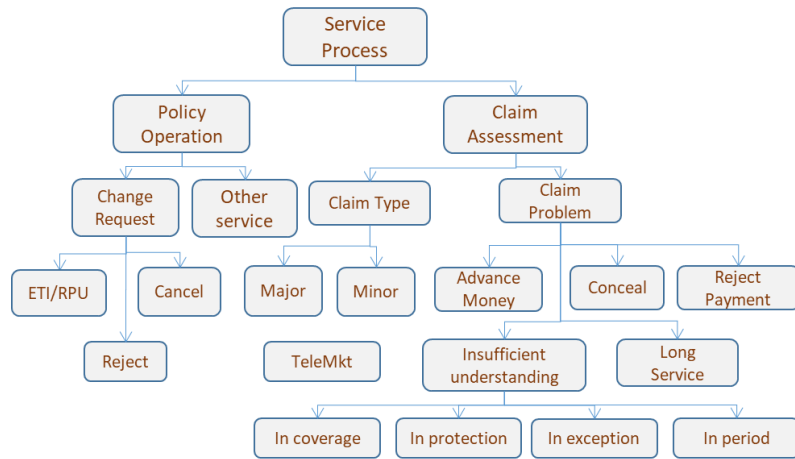 Service
Process
Policy
Operation
Claim
Assessment
Change
Request
Other
service
Claim Type
Claim
Problem
ETI/RPU
Cancel
Major
Minor
Advance
Money
Conceal
Reject
Payment
Reject
TeleMkt
Insufficient
understanding
Long
Service
In coverage
In protection
In exception
In period